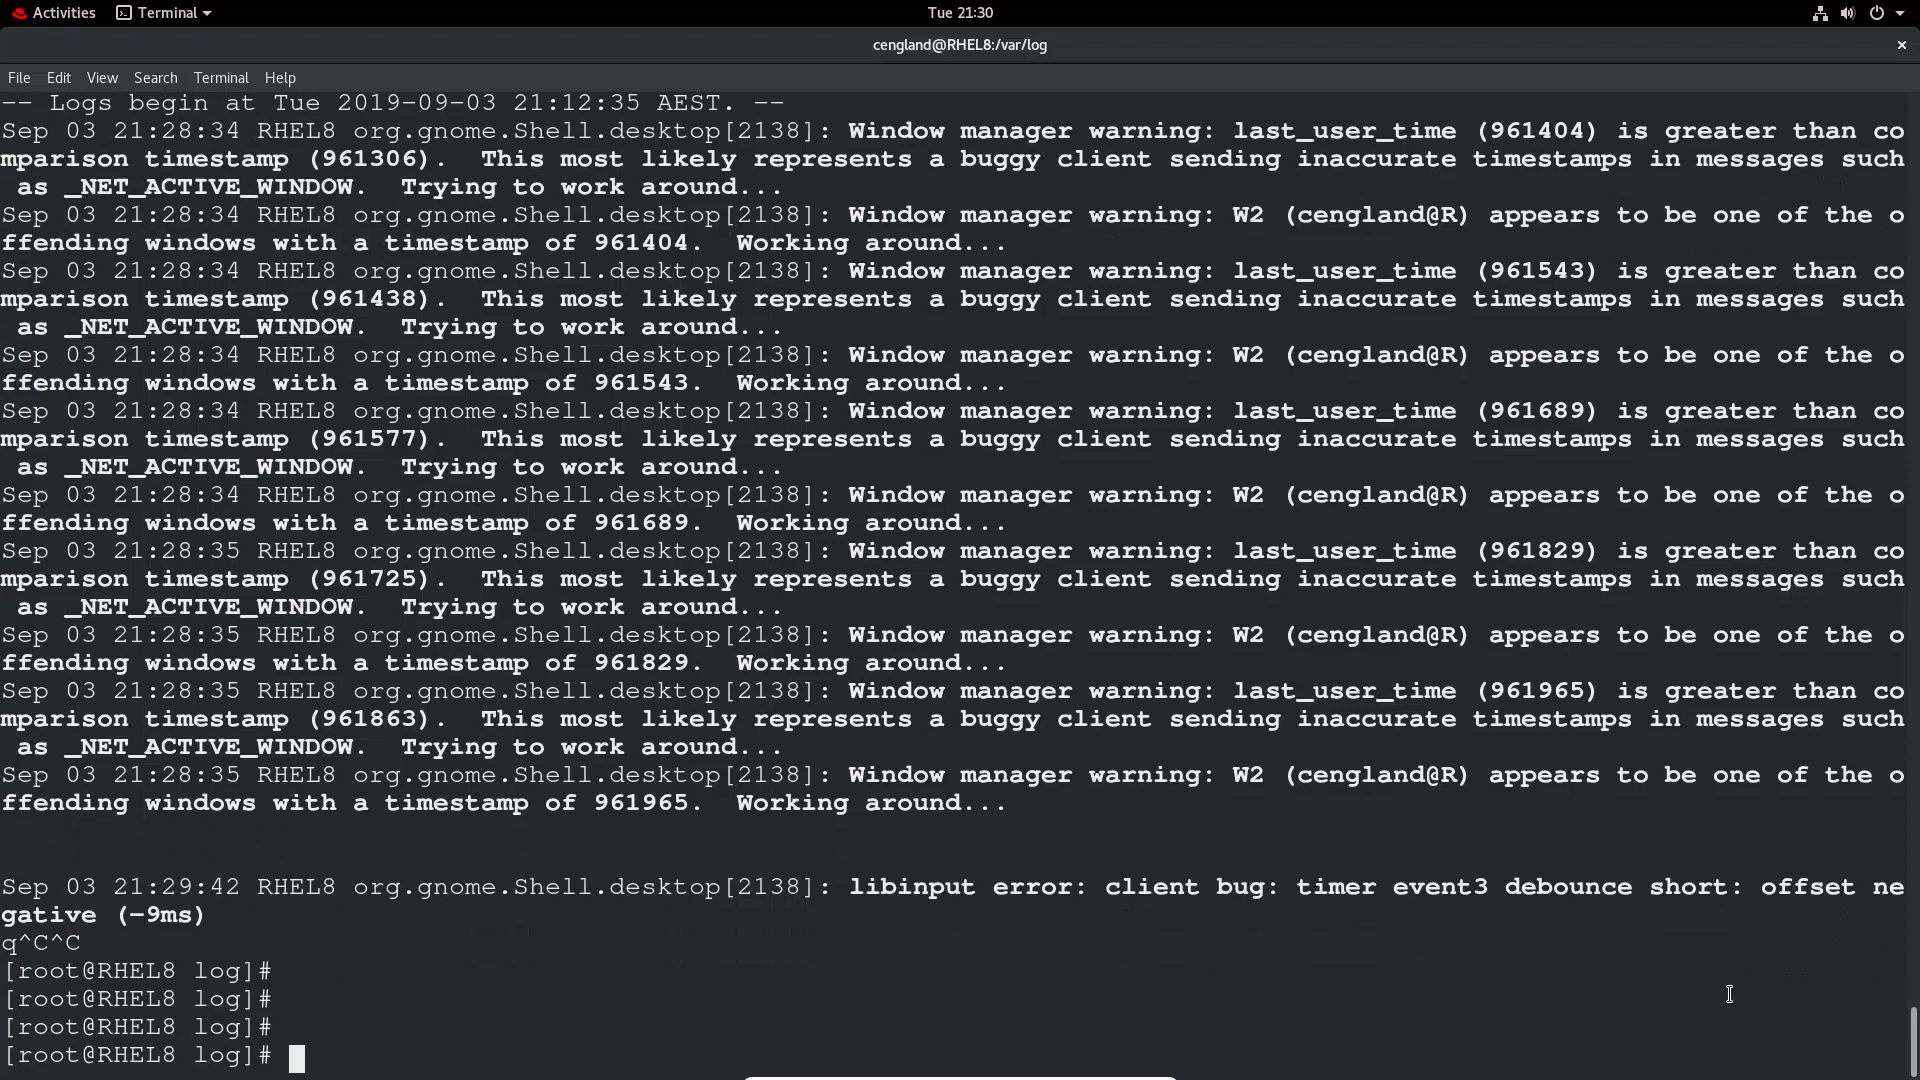 Activities Terminal Tue 21:30
cengland@RHEL8:/var/log ×
File Edit View Search Terminal Help
-- Logs begin at Tue 2019-09-03 21:12:35 AEST. --
Sep 03 21:28:34 RHEL8 org.gnome.Shell.desktop[2138]: Window manager warning: last_user_time (961404) is greater than co
mparison timestamp (961306).  This most likely represents a buggy client sending inaccurate timestamps in messages such
 as _NET_ACTIVE_WINDOW.  Trying to work around...
Sep 03 21:28:34 RHEL8 org.gnome.Shell.desktop[2138]: Window manager warning: W2 (cengland@R) appears to be one of the o
ffending windows with a timestamp of 961404.  Working around...
Sep 03 21:28:34 RHEL8 org.gnome.Shell.desktop[2138]: Window manager warning: last_user_time (961543) is greater than co
mparison timestamp (961438).  This most likely represents a buggy client sending inaccurate timestamps in messages such
 as _NET_ACTIVE_WINDOW.  Trying to work around...
Sep 03 21:28:34 RHEL8 org.gnome.Shell.desktop[2138]: Window manager warning: W2 (cengland@R) appears to be one of the o
ffending windows with a timestamp of 961543.  Working around...
Sep 03 21:28:34 RHEL8 org.gnome.Shell.desktop[2138]: Window manager warning: last_user_time (961689) is greater than co
mparison timestamp (961577).  This most likely represents a buggy client sending inaccurate timestamps in messages such
 as _NET_ACTIVE_WINDOW.  Trying to work around...
Sep 03 21:28:34 RHEL8 org.gnome.Shell.desktop[2138]: Window manager warning: W2 (cengland@R) appears to be one of the o
ffending windows with a timestamp of 961689.  Working around...
Sep 03 21:28:35 RHEL8 org.gnome.Shell.desktop[2138]: Window manager warning: last_user_time (961829) is greater than co
mparison timestamp (961725).  This most likely represents a buggy client sending inaccurate timestamps in messages such
 as _NET_ACTIVE_WINDOW.  Trying to work around...
Sep 03 21:28:35 RHEL8 org.gnome.Shell.desktop[2138]: Window manager warning: W2 (cengland@R) appears to be one of the o
ffending windows with a timestamp of 961829.  Working around...
Sep 03 21:28:35 RHEL8 org.gnome.Shell.desktop[2138]: Window manager warning: last_user_time (961965) is greater than co
mparison timestamp (961863).  This most likely represents a buggy client sending inaccurate timestamps in messages such
 as _NET_ACTIVE_WINDOW.  Trying to work around...
Sep 03 21:28:35 RHEL8 org.gnome.Shell.desktop[2138]: Window manager warning: W2 (cengland@R) appears to be one of the o
ffending windows with a timestamp of 961965.  Working around...
Sep 03 21:29:42 RHEL8 org.gnome.Shell.desktop[2138]: libinput error: client bug: timer event3 debounce short: offset ne
gative (-9ms)
q^C^C
[root@RHEL8 log]#
[root@RHEL8 log]#
[root@RHEL8 log]#
[root@RHEL8 log]#